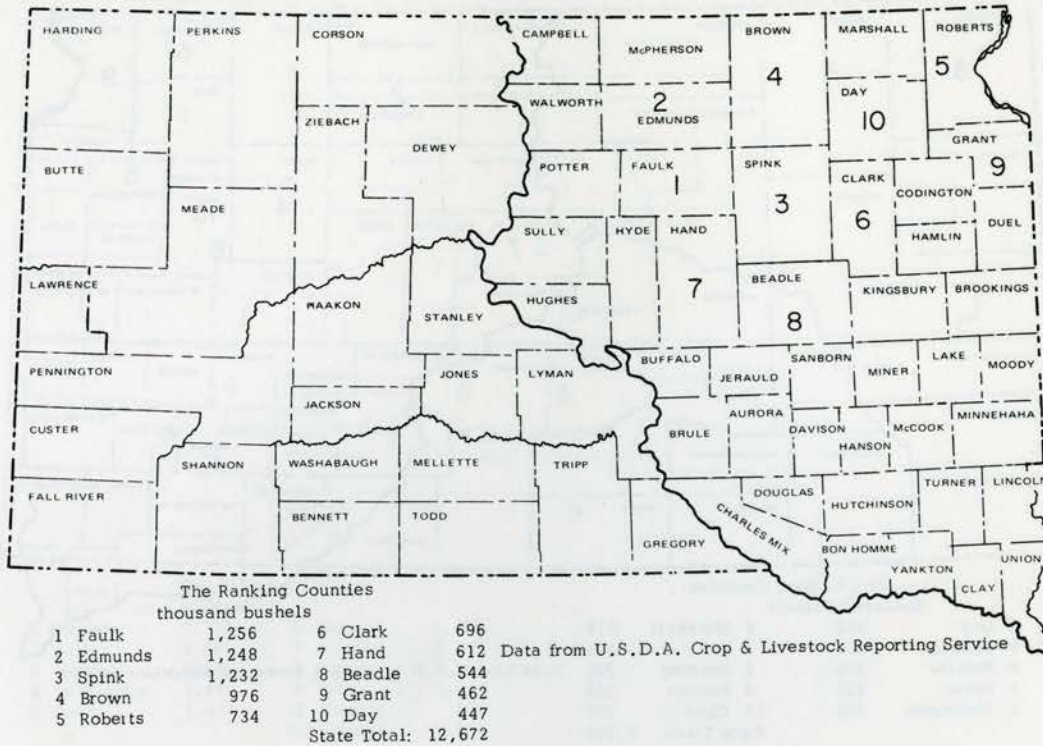 HARDING
PERKINS
CORSON
CAMPBELL
McPHERSON
BROWN
MARSHALL
ROBERTS
4
5
WALWORTH
2
EDMUNDS
DAY
10
ZIEBACH
DEWEY
GRANT
9
BUTTE
POTTER
FAULK
1
SPINK
3
CLARK
6
CODINGTON
MEADE
DUEL
SULLY
HYDE
HAND
7
HAMLIN
LAWRENCE
HAAKON
STANLEY
HUGHES
BEADLE
8
KINGSBURY
BROOKINGS
PENNINGTON
JONES
LYMAN
BUFFALO
JERAULD
SANBORN
MINER
LAKE
MOODY
JACKSON
CUSTER
BRULE
AURORA
DAVISON
HANSON
McCOOK
MINNEHAHA
SHANNON
WASHABAUGH
MELLETTE
TRIPP
FALL RIVER
BENNETT
TODD
GREGORY
CHARLES MIX
DOUGLAS
HUTCHINSON
TURNER
LINCOLN
BON HOMME
YANKTON
CLAY
UNION
The Ranking Counties
thousand bushels
1 Faulk 1,256 6 Clark 696
2 Edmunds 1,248 7 Hand 612 Data from U.S.D.A. Crop & Livestock Reporting Service
3 Spink 1,232 8 Beadle 544
4 Brown 976 9 Grant 462
5 Roberts 734 10 Day 447
State Total: 12,672